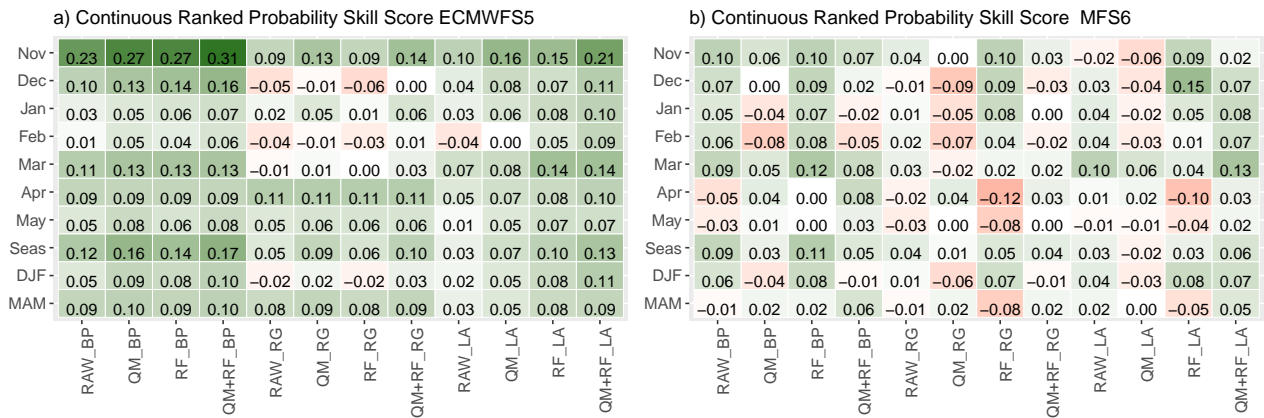 a) Continuous Ranked Probability Skill Score ECMWFS5
Nov 0.23 0.27 0.27 0.31 0.09 0.13 0.09 0.14 0.10 0.16 0.15 0.21
Dec 0.10 0.13 0.14 0.16 −0.05 −0.01 −0.06 0.00 0.04 0.08 0.07 0.11
Jan 0.03 0.05 0.06 0.07 0.02 0.05 0.01 0.06 0.03 0.06 0.08 0.10
Feb 0.01 0.05 0.04 0.06 −0.04 −0.01 −0.03 0.01 −0.04 0.00 0.05 0.09
Mar 0.11 0.13 0.13 0.13 −0.01 0.01 0.00 0.03 0.07 0.08 0.14 0.14
Apr 0.09 0.09 0.09 0.09 0.11 0.11 0.11 0.11 0.05 0.07 0.08 0.10
May 0.05 0.08 0.06 0.08 0.05 0.06 0.06 0.06 0.01 0.05 0.07 0.07
Seas 0.12 0.16 0.14 0.17 0.05 0.09 0.06 0.10 0.03 0.07 0.10 0.13
DJF 0.05 0.09 0.08 0.10 −0.02 0.02 −0.02 0.03 0.02 0.05 0.08 0.11
MAM 0.09 0.10 0.09 0.10 0.08 0.09 0.08 0.09 0.03 0.05 0.08 0.09
RAW_BP QM_BP RF_BP QM+RF_BP RAW_RG QM_RG RF_RG QM+RF_RG RAW_LA QM_LA RF_LA QM+RF_LA
b) Continuous Ranked Probability Skill Score MFS6
Nov 0.10 0.06 0.10 0.07 0.04 0.00 0.10 0.03 −0.02 −0.06 0.09 0.02
Dec 0.07 0.00 0.09 0.02 −0.01 −0.09 0.09 −0.03 0.03 −0.04 0.15 0.07
Jan 0.05 −0.04 0.07 −0.02 0.01 −0.05 0.08 0.00 0.04 −0.02 0.05 0.08
Feb 0.06 −0.08 0.08 −0.05 0.02 −0.07 0.04 −0.02 0.04 −0.03 0.01 0.07
Mar 0.09 0.05 0.12 0.08 0.03 −0.02 0.02 0.02 0.10 0.06 0.04 0.13
Apr −0.05 0.04 0.00 0.08 −0.02 0.04 −0.12 0.03 0.01 0.02 −0.10 0.03
May −0.03 0.01 0.00 0.02 −0.03 0.00 −0.08 0.00 −0.01 −0.01 −0.04 0.02
Seas 0.09 0.03 0.11 0.05 0.04 0.01 0.05 0.04 0.03 −0.02 0.03 0.06
DJF 0.06 −0.04 0.08 −0.01 0.01 −0.06 0.07 −0.01 0.04 −0.03 0.08 0.07
MAM −0.01 0.02 0.02 0.06 −0.01 0.02 −0.08 0.02 0.02 0.00 −0.05 0.05
RAW_BP QM_BP RF_BP QM+RF_BP RAW_RG QM_RG RF_RG QM+RF_RG RAW_LA QM_LA RF_LA QM+RF_LA